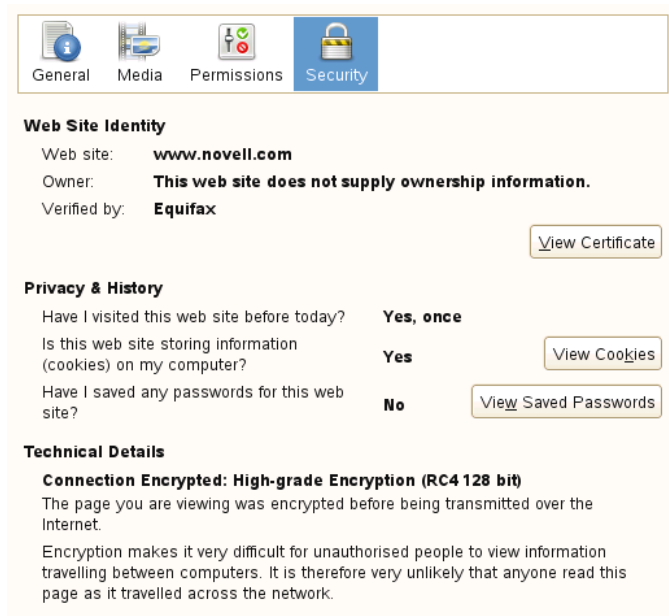 General Media Permissions Security
Web Site Identity
Web site: www.novell.com
Owner: This web site does not supply ownership information.
Verified by: Equifax
View Certificate
Privacy & History
Have I visited this web site before today? Yes, once
Is this web site storing information
(cookies) on my computer? Yes View Cookies
Have I saved any passwords for this web
site? No View Saved Passwords
Technical Details
Connection Encrypted: High-grade Encryption (RC4 128 bit)
The page you are viewing was encrypted before being transmitted over the
Internet.
Encryption makes it very difficult for unauthorised people to view information
travelling between computers. It is therefore very unlikely that anyone read this
page as it travelled across the network.